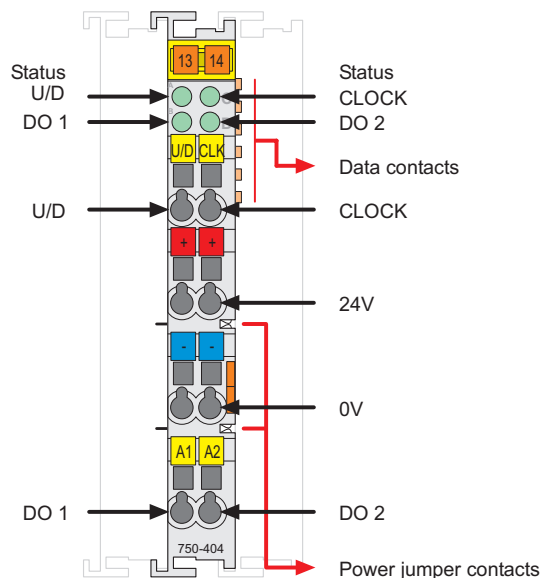 13 14
Status
U/D
Status
CLOCK
DO 1
DO 2
U/D CLK
Data contacts
U/D
CLOCK
+ +
24V
- -
0V
A1 A2
DO 1
DO 2
750-404
Power jumper contacts